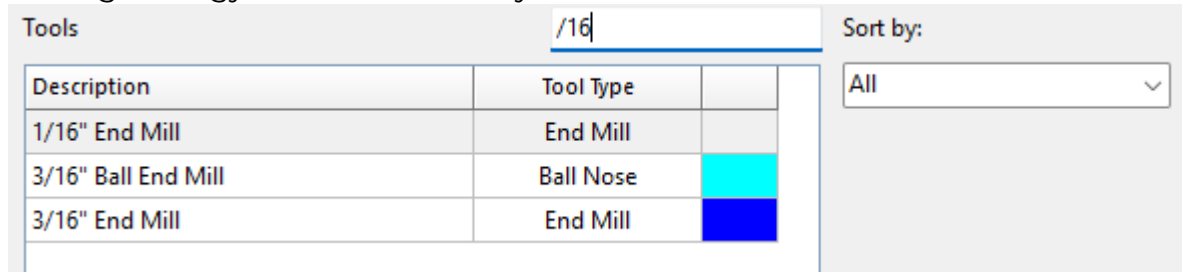 Tools /16 Sort by:
Description Tool Type All
1/16" End Mill End Mill
3/16" Ball End Mill Ball Nose
3/16" End Mill End Mill